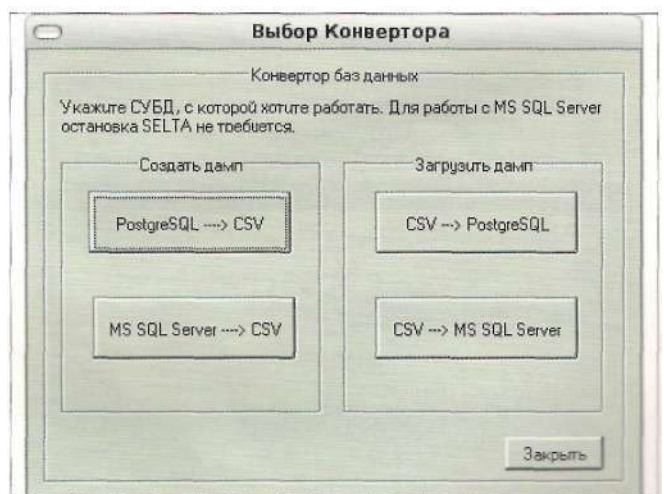 Выбор Конвертора
Конвертор баз данных
Укажите СУБД, с которой хотите работать. Для работы с MS SQL Server
остановка SELTA не требуется.
Создать дамп
Загрузить дамп
PostgreSQL ----> CSV
CSV ---> PostgreSQL
MS SQL Server ----> CSV
CSV ---> MS SQL Server
Закрыть